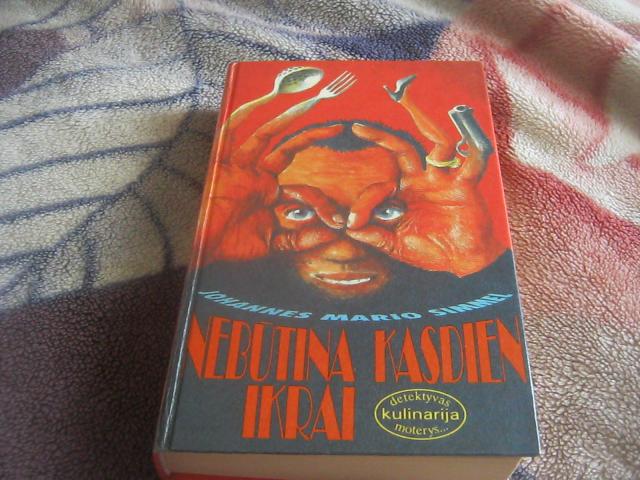 JOHANNES MARIO SIMMEL
NEBŪTINA KASDIEN
IKRAI
detektyvas
kulinarija
moterys...